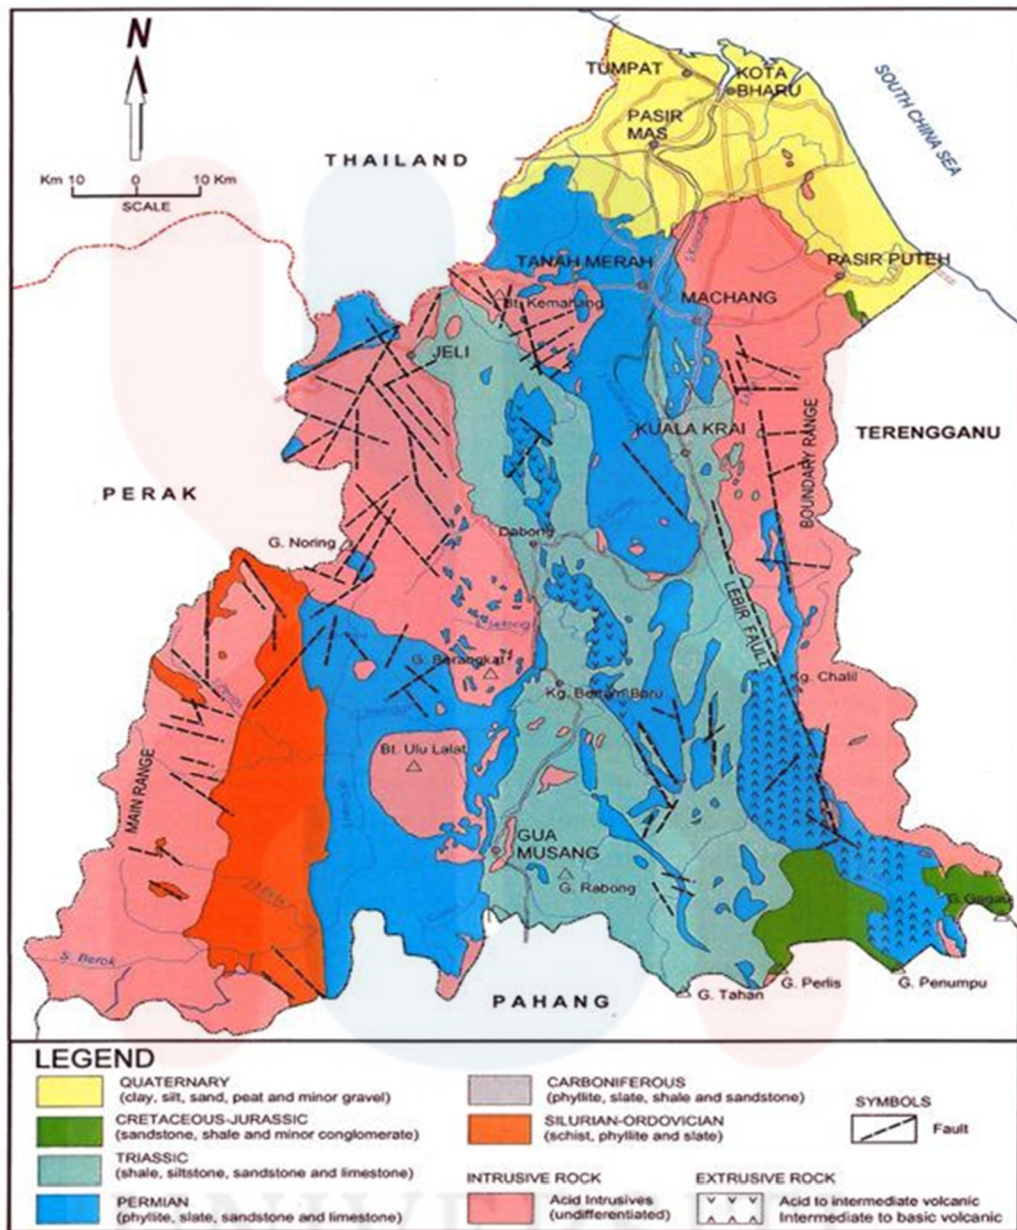 N
Km 10 0 10 Km
SCALE
THAILAND
TUMPAT
KOTA
BHARU
SOUTH CHINA SEA
PASIR
MAS
TANAH MERAH
PASIR PUTEH
Bt. Kemahang
MACHANG
JELI
KUALA KRAI
TERENGGANU
BOUNDARY RANGE
PERAK
G. Noring
Dabong
LEBIR FAULT
G. Berangkat
Kg. Chalil
Kg. Bertam Baru
MAIN RANGE
Bt. Ulu Lalat
GUA
MUSANG
G. Rabong
G. Gagau
S. Berok
PAHANG
G. Tahan
G. Perlis
G. Penumpu
LEGEND
QUATERNARY
(clay, silt, sand, peat and minor gravel)
CRETACEOUS-JURASSIC
(sandstone, shale and minor conglomerate)
TRIASSIC
(shale, siltstone, sandstone and limestone)
PERMIAN
(phyllite, slate, sandstone and limestone)
CARBONIFEROUS
(phyllite, slate, shale and sandstone)
SILURIAN-ORDOVICIAN
(schist, phyllite and slate)
INTRUSIVE ROCK
Acid Intrusives
(undifferentiated)
SYMBOLS
Fault
EXTRUSIVE ROCK
Acid to intermediate volcanic
Intermediate to basic volcanic